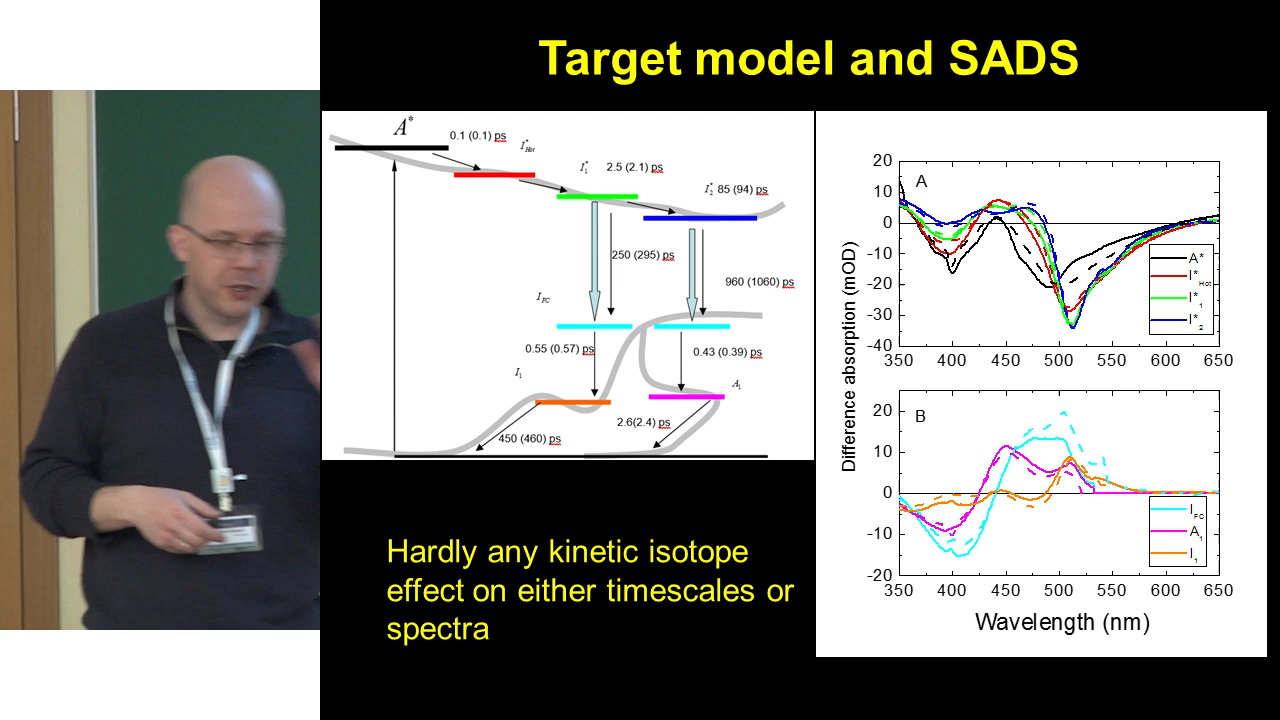 Target model and SADS
A*
0.1 (0.1) ps
I*Hot
I*1 2.5 (2.1) ps
I*2 85 (94) ps
250 (295) ps
960 (1060) ps
IFC
0.55 (0.57) ps
0.43 (0.39) ps
I1
A1
2.6(2.4) ps
450 (460) ps
Hardly any kinetic isotope
effect on either timescales or
spectra
Difference absorption (mOD)
20
10
0
-10
-20
-30
-40
A
A*
I*Hot
I*1
I*2
350 400 450 500 550 600 650
20
10
0
-10
-20
B
IFC
A1
I1
350 400 450 500 550 600 650
Wavelength (nm)